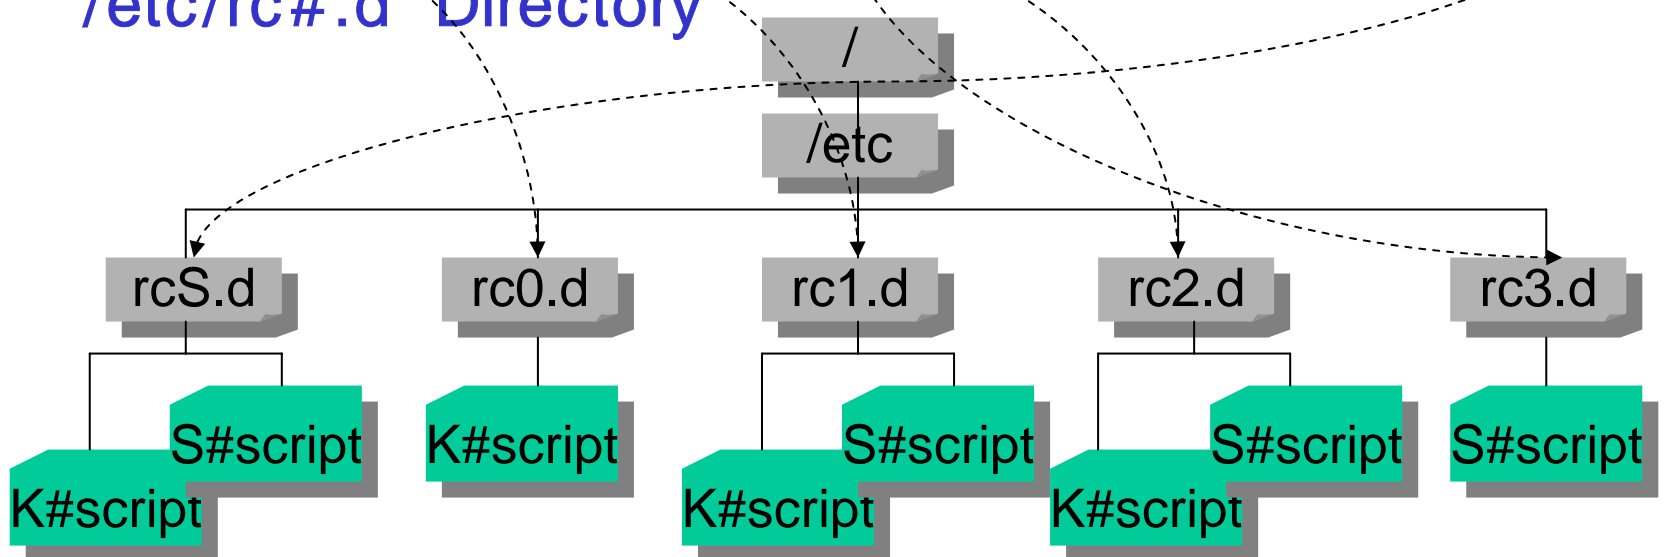 /etc/rc#.d Directory
/
/etc
rcS.d rc0.d rc1.d rc2.d rc3.d
S#script K#script S#script S#script S#script
K#script K#script K#script